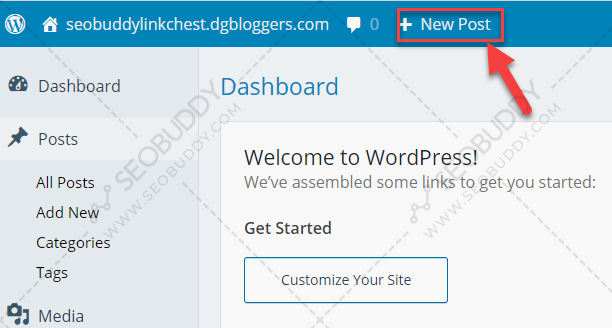 seobuddylinkchest.dgbloggers.com 0 + New Post
Dashboard
Dashboard
Posts
Welcome to WordPress!
We've assembled some links to get you started:
All Posts
Add New
Get Started
Categories
Tags
Customize Your Site
Media
SEOBUDDY
WWW.SEOBUDDY.COM
SEOBUDDY
WWW.SEOBUDDY.COM